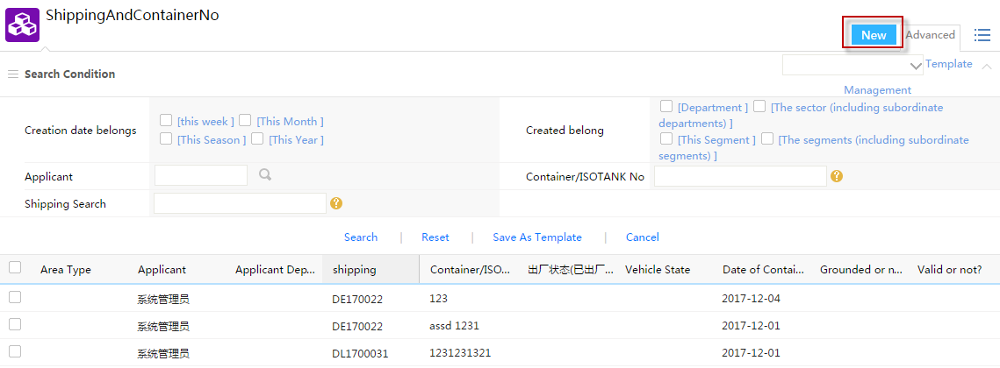 ShippingAndContainerNo
New Advanced
Search Condition Template
Management
Creation date belongs [this week ] [This Month ]
[This Season ] [This Year ]
Created belong [Department ] [The sector (including subordinate
departments) ]
[This Segment ] [The segments (including subordinate
segments) ]
Applicant Container/ISOTANK No ?
Shipping Search ?
Search | Reset | Save As Template | Cancel
Area Type Applicant Applicant Dep... shipping Container/ISO... 出厂状态(已出厂... Vehicle State Date of Contai... Grounded or n... Valid or not?
系统管理员 DE170022 123 2017-12-04
系统管理员 DE170022 assd 1231 2017-12-01
系统管理员 DL1700031 1231231321 2017-12-01